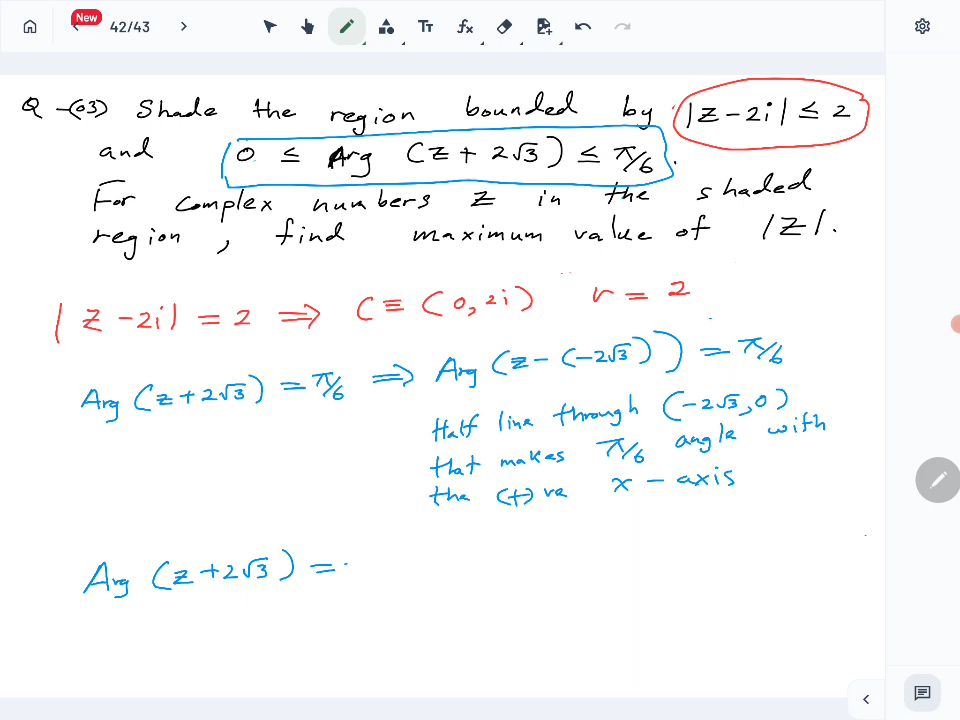 New
42/43
Tт fx
Q-(03) Shade the region bounded by |z-2i| ≤ 2
and 0 ≤ Arg (z + 2√3) ≤ π/6.
For complex numbers z in the shaded
region, find maximum value of |z|.
|z-2i| = 2 ⟹ C ≡ (0, 2i) r = 2
Arg (z+2√3) = π/6 ⟹ Arg (z-(-2√3)) = π/6
Half line through (-2√3, 0)
that makes π/6 angle with
the (+)ve x-axis
Arg (z+2√3) =